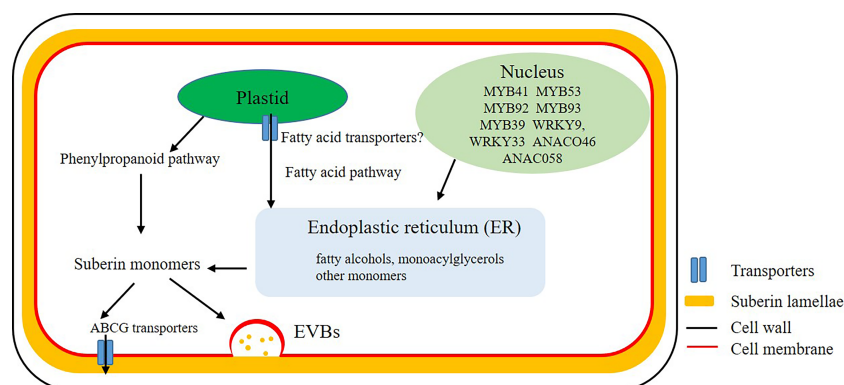 Nucleus
MYB41 MYB53
MYB92 MYB93
MYB39 WRKY9,
WRKY33 ANACO46
ANAC058
Plastid
Fatty acid transporters?
Phenylpropanoid pathway
Fatty acid pathway
Endoplastic reticulum (ER)
fatty alcohols, monoacylglycerols
other monomers
Suberin monomers
ABCG transporters
EVBs
Transporters
Suberin lamellae
Cell wall
Cell membrane